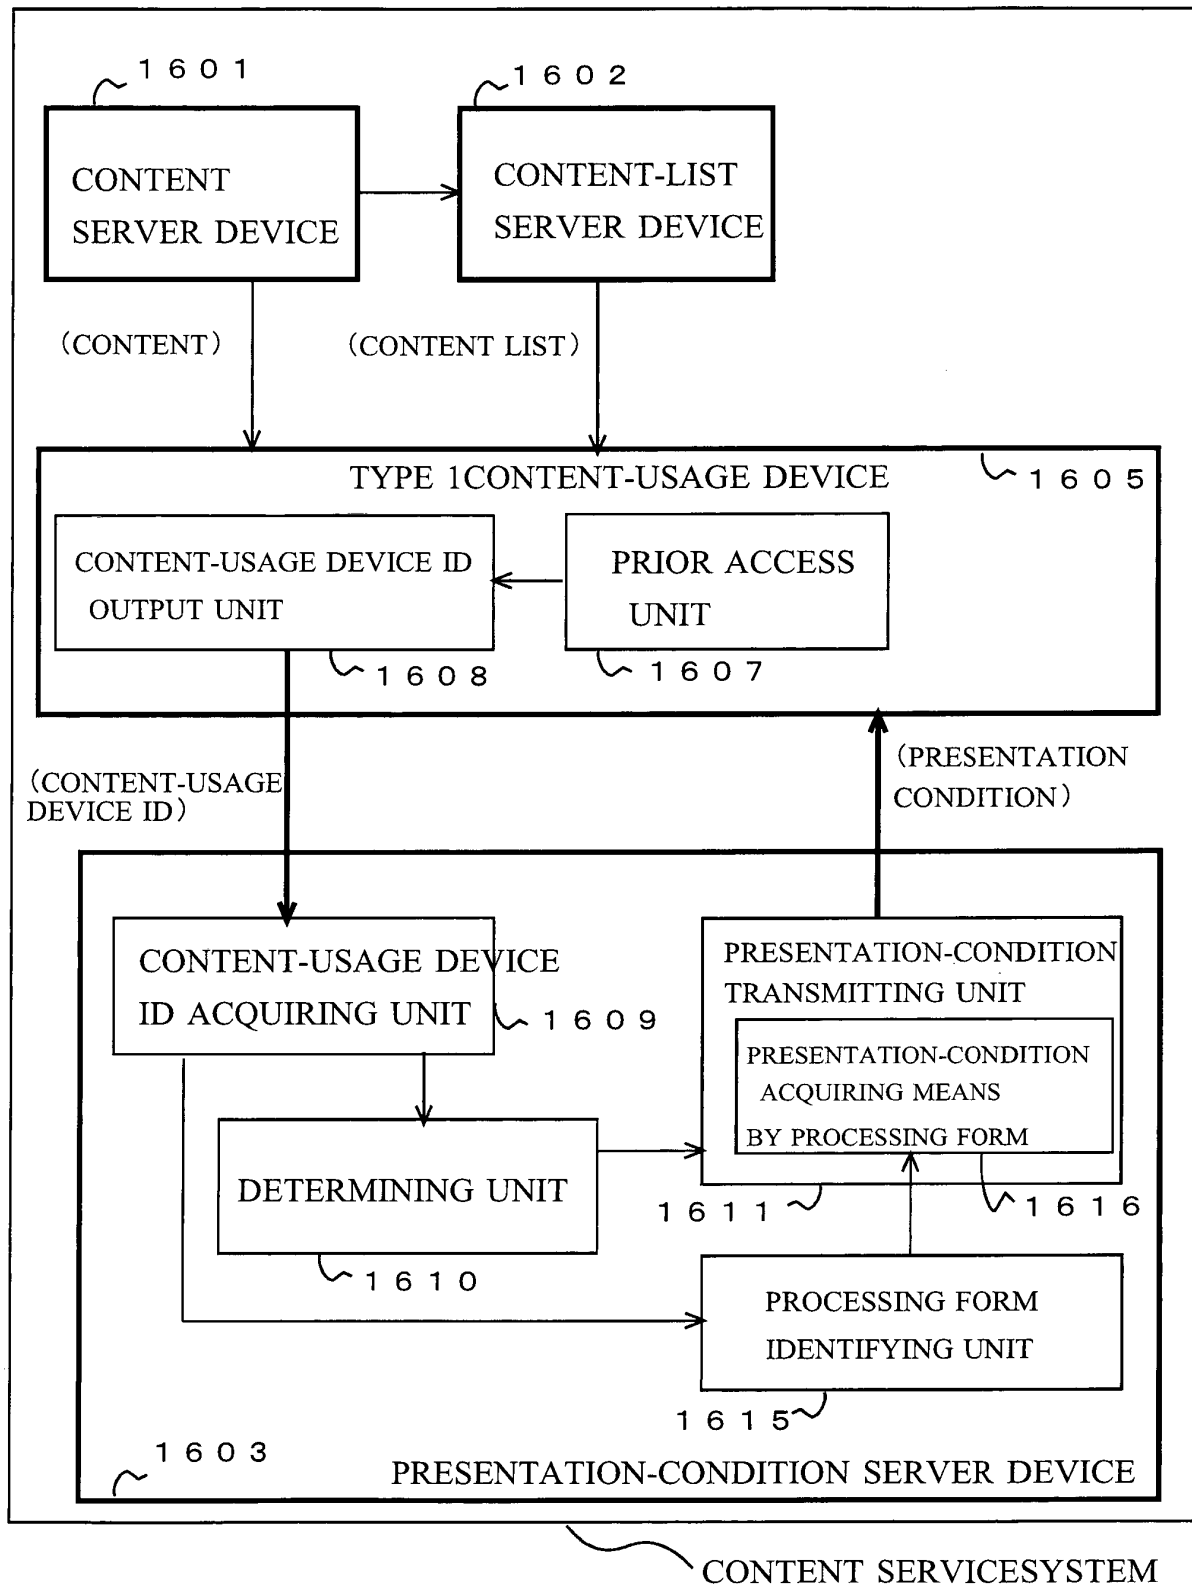 1601
1602
CONTENT
SERVER DEVICE
CONTENT-LIST
SERVER DEVICE
(CONTENT)
(CONTENT LIST)
TYPE 1CONTENT-USAGE DEVICE
1605
CONTENT-USAGE DEVICE ID
OUTPUT UNIT
PRIOR ACCESS
UNIT
1608
1607
(CONTENT-USAGE
DEVICE ID)
(PRESENTATION
CONDITION)
CONTENT-USAGE DEVICE
ID ACQUIRING UNIT
1609
PRESENTATION-CONDITION
TRANSMITTING UNIT
PRESENTATION-CONDITION
ACQUIRING MEANS
BY PROCESSING FORM
DETERMINING UNIT
1611
1616
1610
PROCESSING FORM
IDENTIFYING UNIT
1615
1603
PRESENTATION-CONDITION SERVER DEVICE
CONTENT SERVICESYSTEM